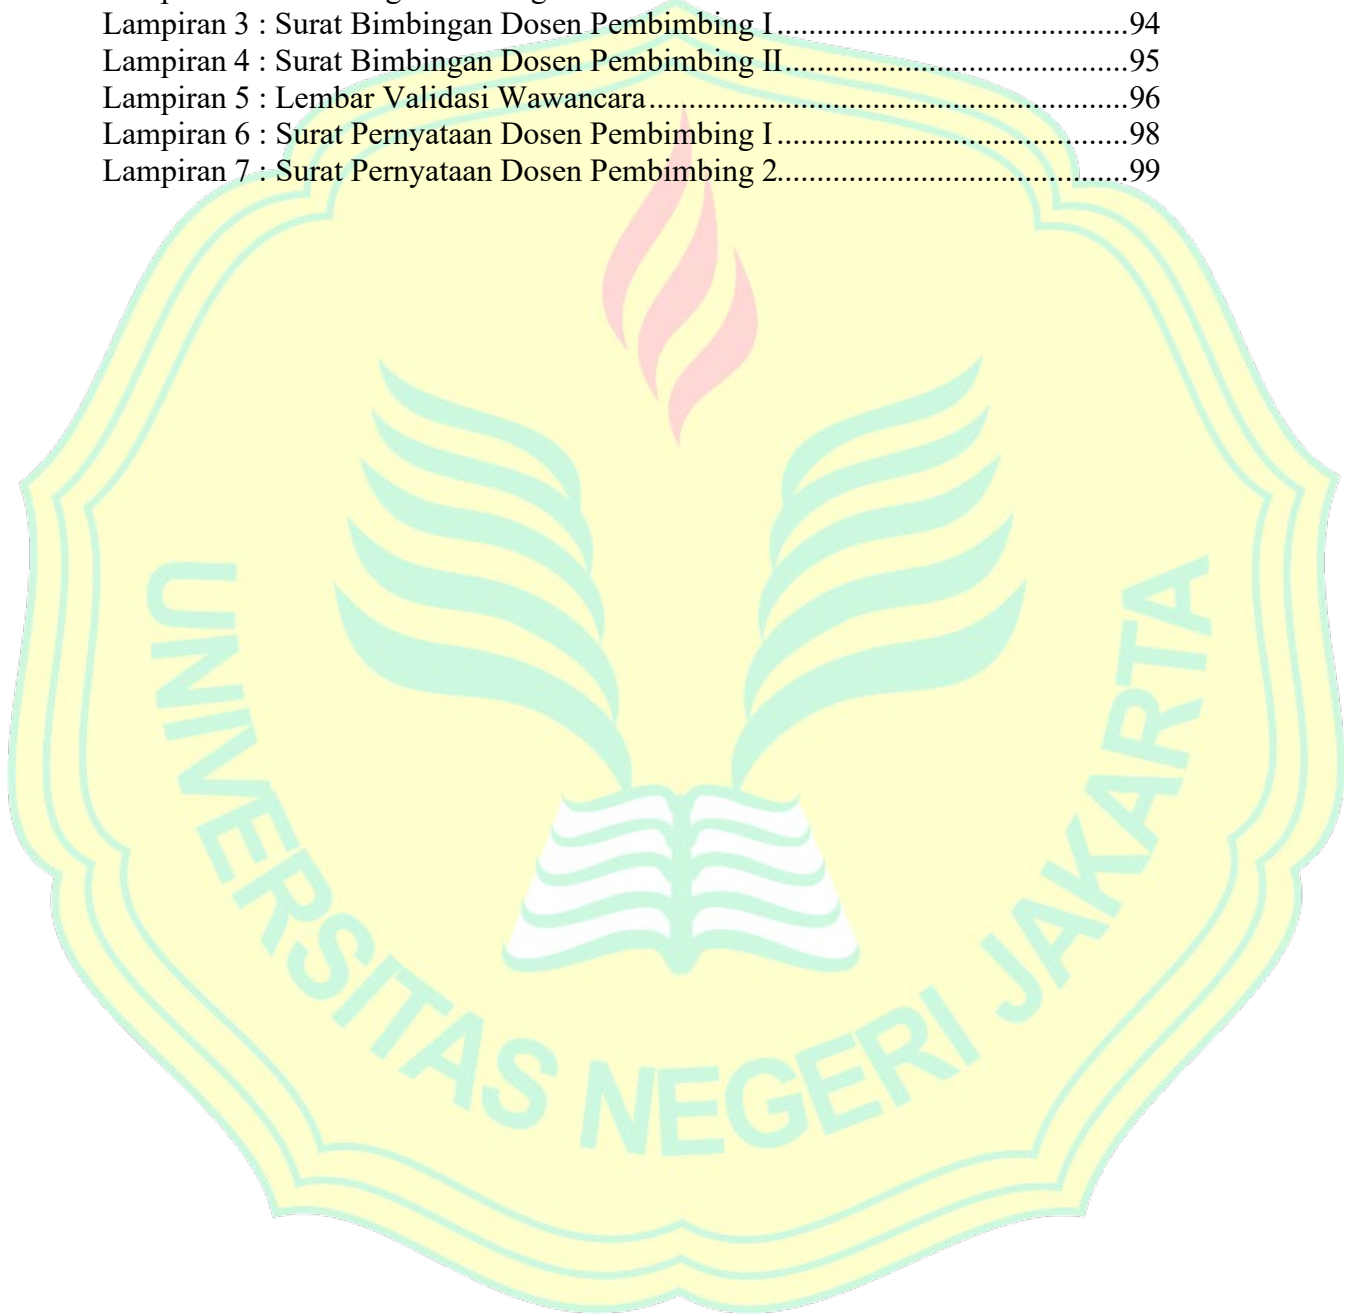 Lampiran 3 : Surat Bimbingan Dosen Pembimbing I.............................................94
Lampiran 4 : Surat Bimbingan Dosen Pembimbing II............................................95
Lampiran 5 : Lembar Validasi Wawancara.............................................................96
Lampiran 6 : Surat Pernyataan Dosen Pembimbing I.............................................98
Lampiran 7 : Surat Pernyataan Dosen Pembimbing 2.............................................99
UNIVERSITAS NEGERI JAKARTA